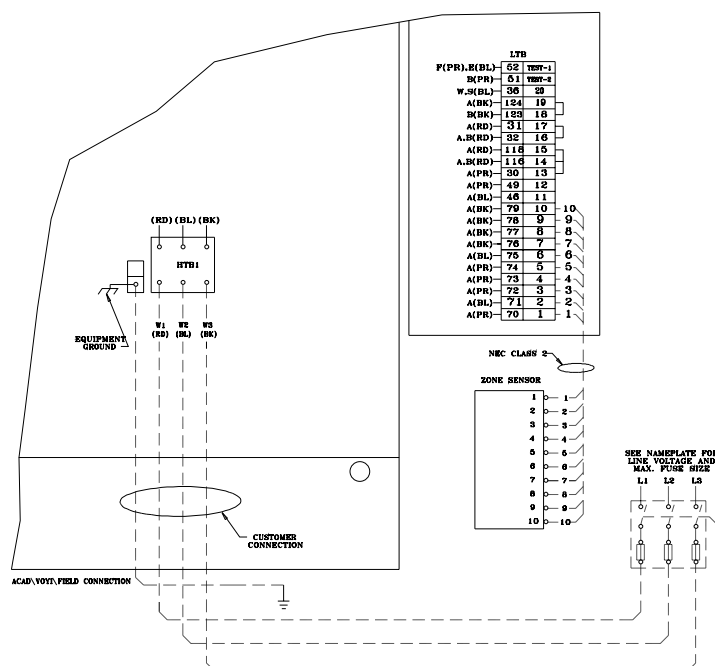 LTB
F(PR).E(BL) 52 TEST-1
B(PR) 51 TEST-2
W.S(BL) 36 20
A(BK) 124 19
B(BK) 123 18
A(RD) 31 17
A.B(RD) 32 16
A(RD) 118 15
A.B(RD) 116 14
A(PR) 30 13
A(PR) 49 12
A(BL) 46 11
A(BK) 79 10 10
A(BK) 78 9 9
A(BK) 77 8 8
A(BK) 76 7 7
A(BL) 75 6 6
A(PR) 74 5 5
A(PR) 73 4 4
A(PR) 72 3 3
A(BL) 71 2 2
A(PR) 70 1 1
(RD) (BL) (BK)
HTB1
W1 W2 W3
(RD) (BL) (BK)
EQUIPMENT
GROUND
NEC CLASS 2
ZONE SENSOR
1 1
2 2
3 3
4 4
5 5
6 6
7 7
8 8
9 9
10 10
SEE NAMEPLATE FOR
LINE VOLTAGE AND
MAX. FUSE SIZE
L1 L2 L3
CUSTOMER
CONNECTION
ACAD\VOYI\FIELD CONNECTION